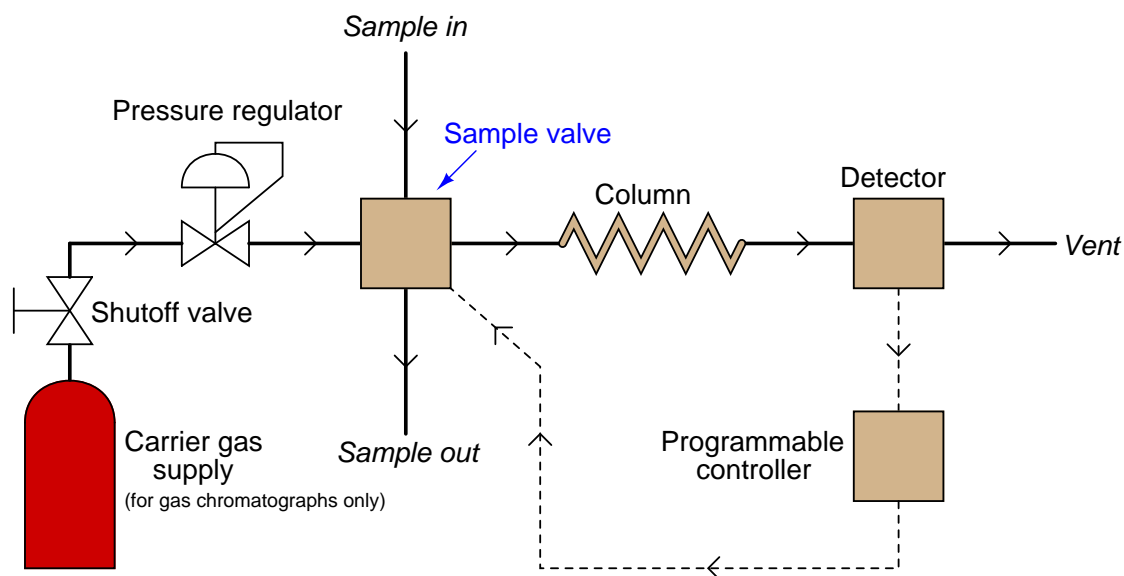 Sample in
Pressure regulator
Sample valve
Column
Detector
Vent
Shutoff valve
Carrier gas
supply
(for gas chromatographs only)
Sample out
Programmable
controller